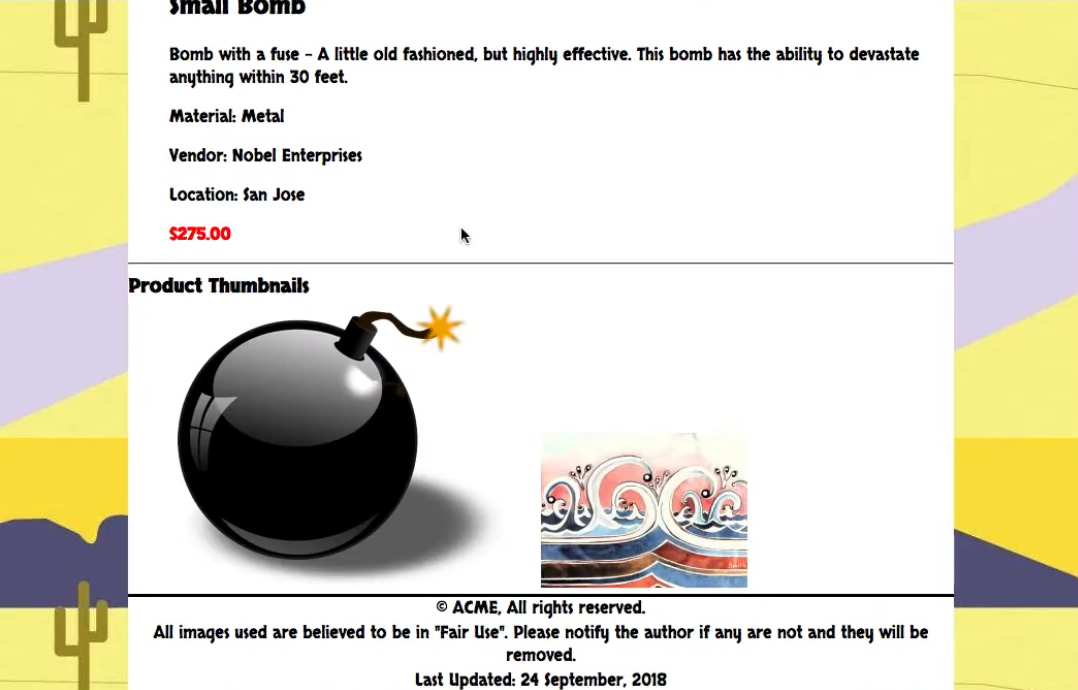 Small Bomb
Bomb with a fuse - A little old fashioned, but highly effective. This bomb has the ability to devastate
anything within 30 feet.
Material: Metal
Vendor: Nobel Enterprises
Location: San Jose
$275.00
Product Thumbnails
© ACME, All rights reserved.
All images used are believed to be in "Fair Use". Please notify the author if any are not and they will be
removed.
Last Updated: 24 September, 2018